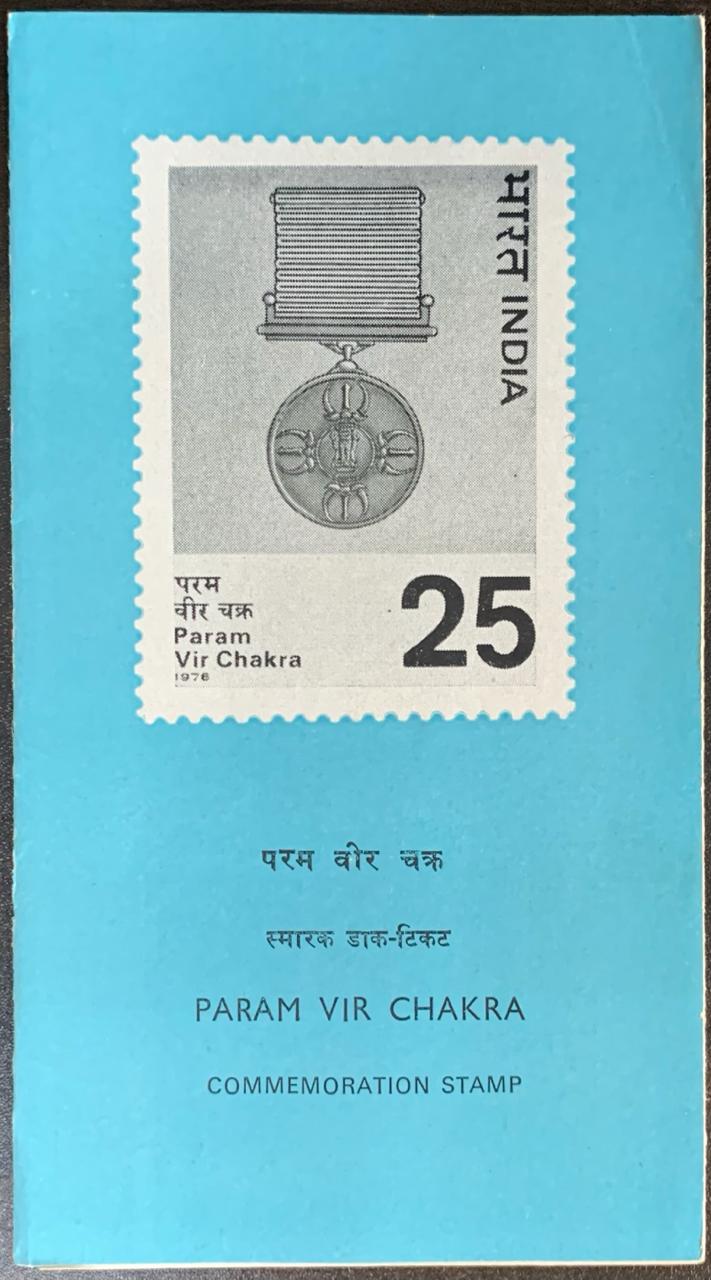 भारत INDIA
परम
वीर चक्र
Param
Vir Chakra
1976
25
परम वीर चक्र
स्मारक डाक-टिकट
PARAM VIR CHAKRA
COMMEMORATION STAMP